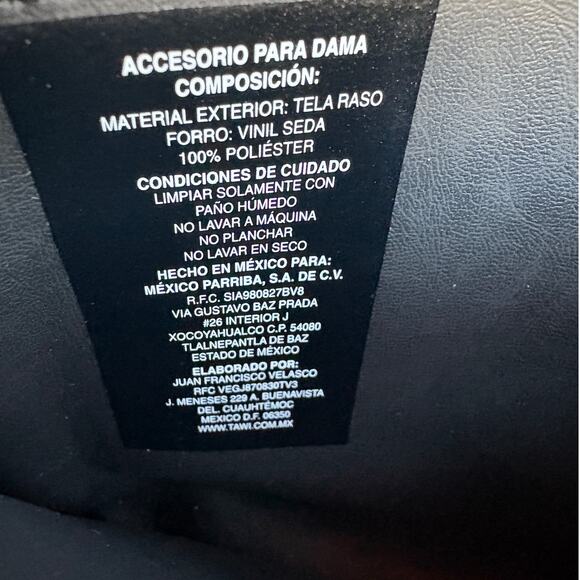 ACCESORIO PARA DAMA
COMPOSICIÓN:
MATERIAL EXTERIOR: TELA RASO
FORRO: VINIL SEDA
100% POLIÉSTER
CONDICIONES DE CUIDADO
LIMPIAR SOLAMENTE CON
PAÑO HÚMEDO
NO LAVAR A MÁQUINA
NO PLANCHAR
NO LAVAR EN SECO
HECHO EN MÉXICO PARA:
MÉXICO PARRIBA, S.A. DE C.V.
R.F.C. SIA980827BV8
VIA GUSTAVO BAZ PRADA
#26 INTERIOR J
XOCOYAHUALCO C.P. 54080
TLALNEPANTLA DE BAZ
ESTADO DE MÉXICO
ELABORADO POR:
JUAN FRANCISCO VELASCO
RFC VEGJ870830TV3
J. MENESES 229 A. BUENAVISTA
DEL. CUAUHTÉMOC
MEXICO D.F. 06350
WWW.TAWI.COM.MX